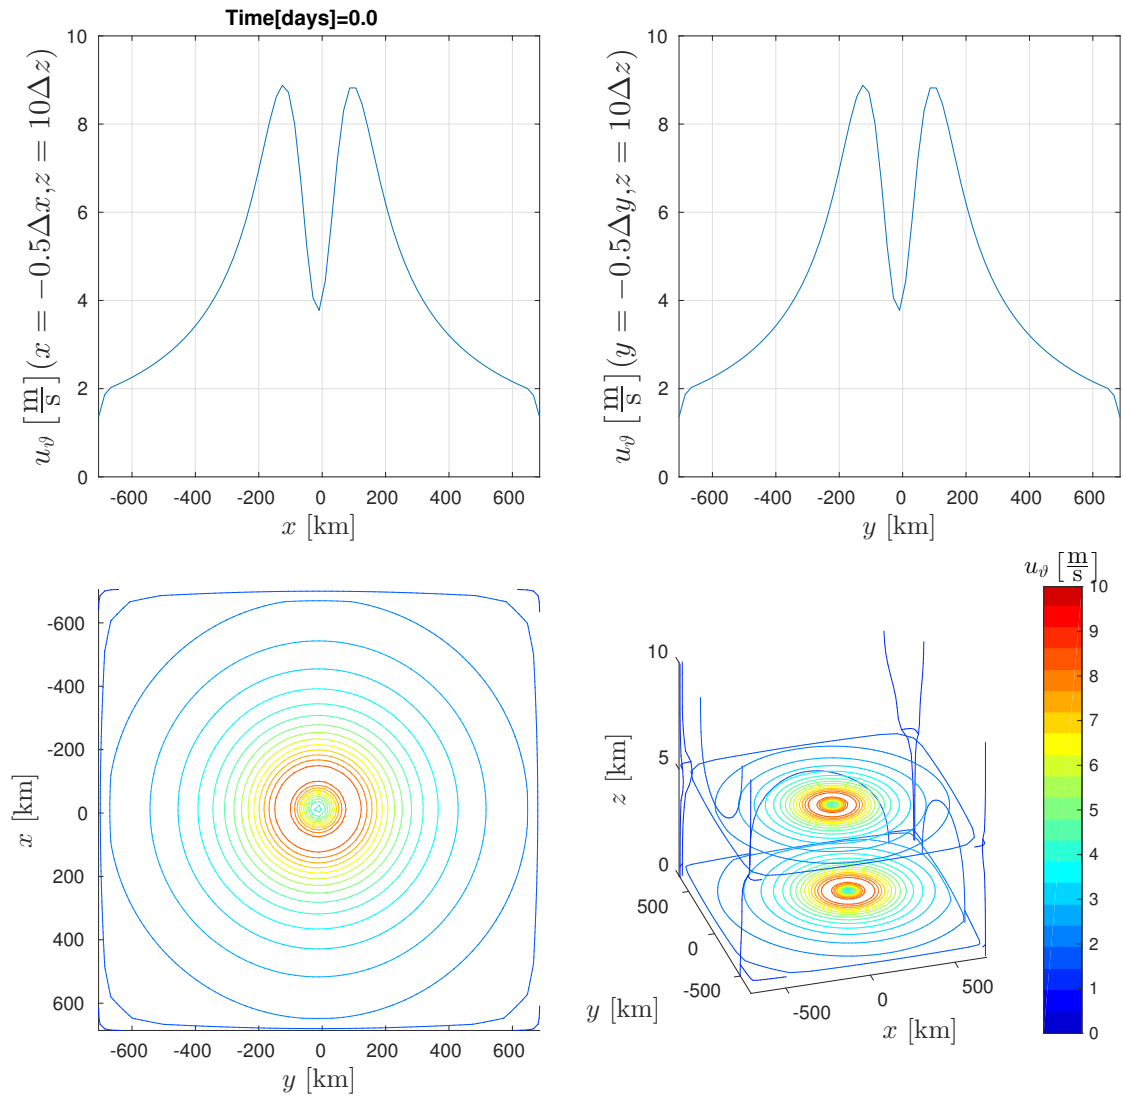 Time[days]=0.0
10
8
6
4
2
0
u_ϑ [m/s] (x = −0.5Δx, z = 10Δz)
-600 -400 -200 0 200 400 600
x [km]
10
8
6
4
2
0
u_ϑ [m/s] (y = −0.5Δy, z = 10Δz)
-600 -400 -200 0 200 400 600
y [km]
-600
-400
-200
0
200
400
600
x [km]
-600 -400 -200 0 200 400 600
y [km]
10
5
0
z [km]
500
0
-500
y [km]
-500 0 500
x [km]
u_ϑ [m/s]
10
9
8
7
6
5
4
3
2
1
0